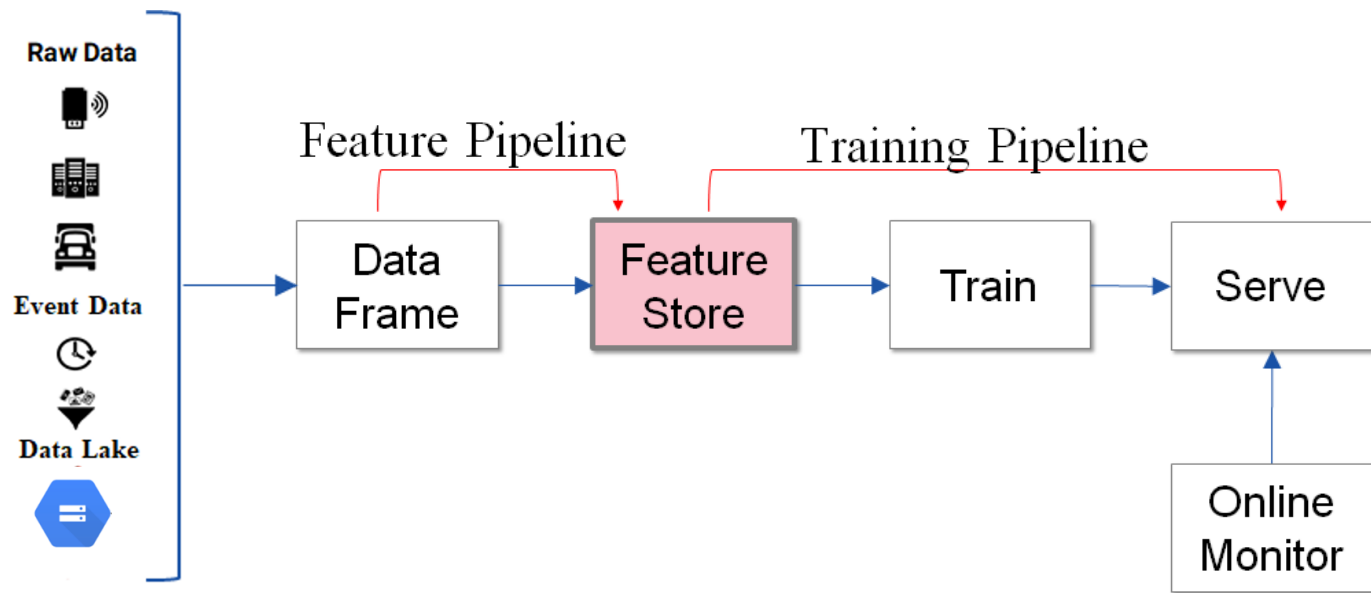 Raw Data
Event Data
Data Lake
Feature Pipeline
Training Pipeline
Data
Frame
Feature
Store
Train
Serve
Online
Monitor